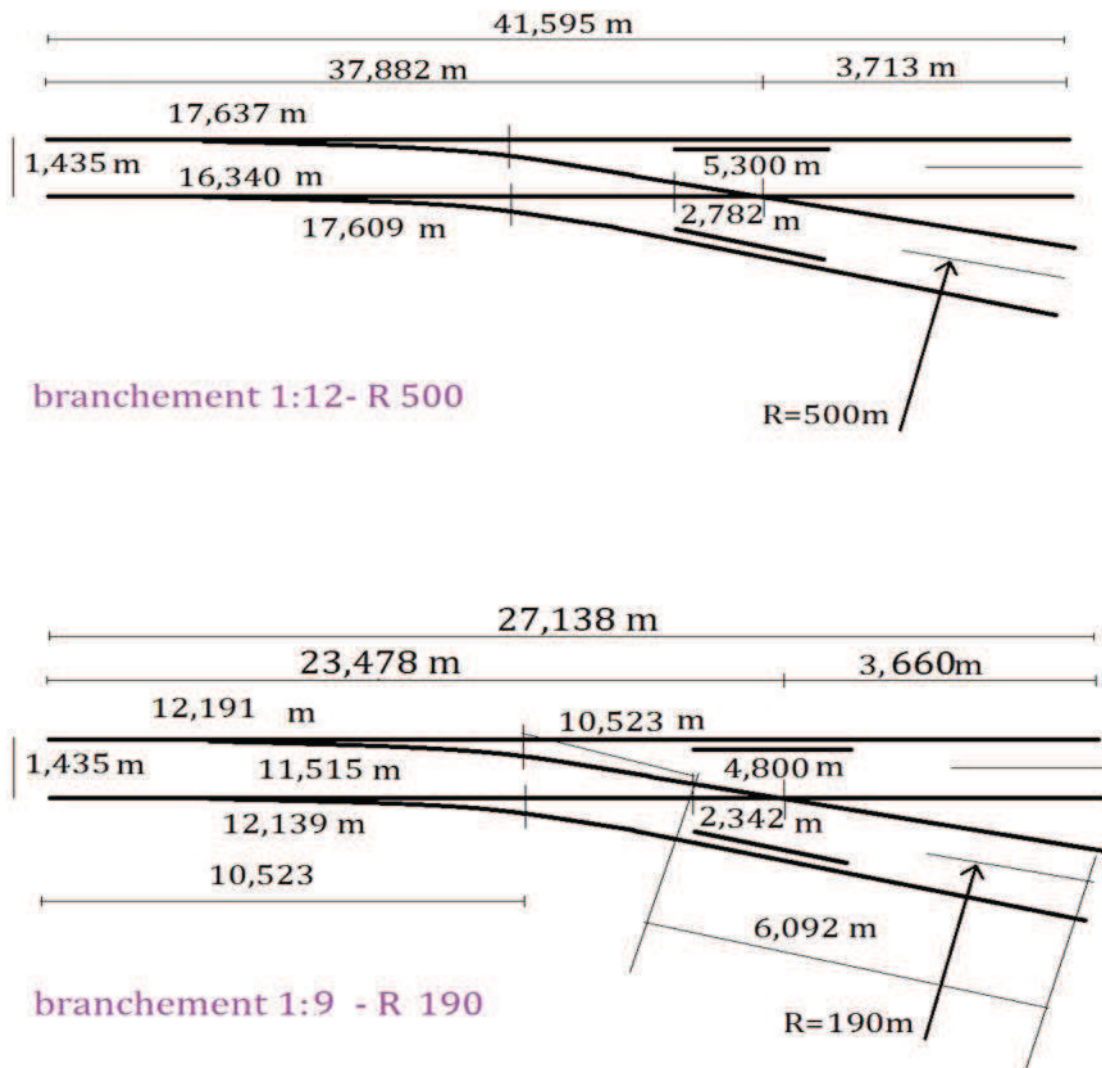 41,595 m
37,882 m 3,713 m
17,637 m
1,435 m 5,300 m
16,340 m
2,782 m
17,609 m
branchement 1:12- R 500
R=500m
27,138 m
23,478 m 3,660m
12,191 m 10,523 m
1,435 m 11,515 m 4,800 m
12,139 m 2,342 m
10,523
6,092 m
branchement 1:9 - R 190
R=190m